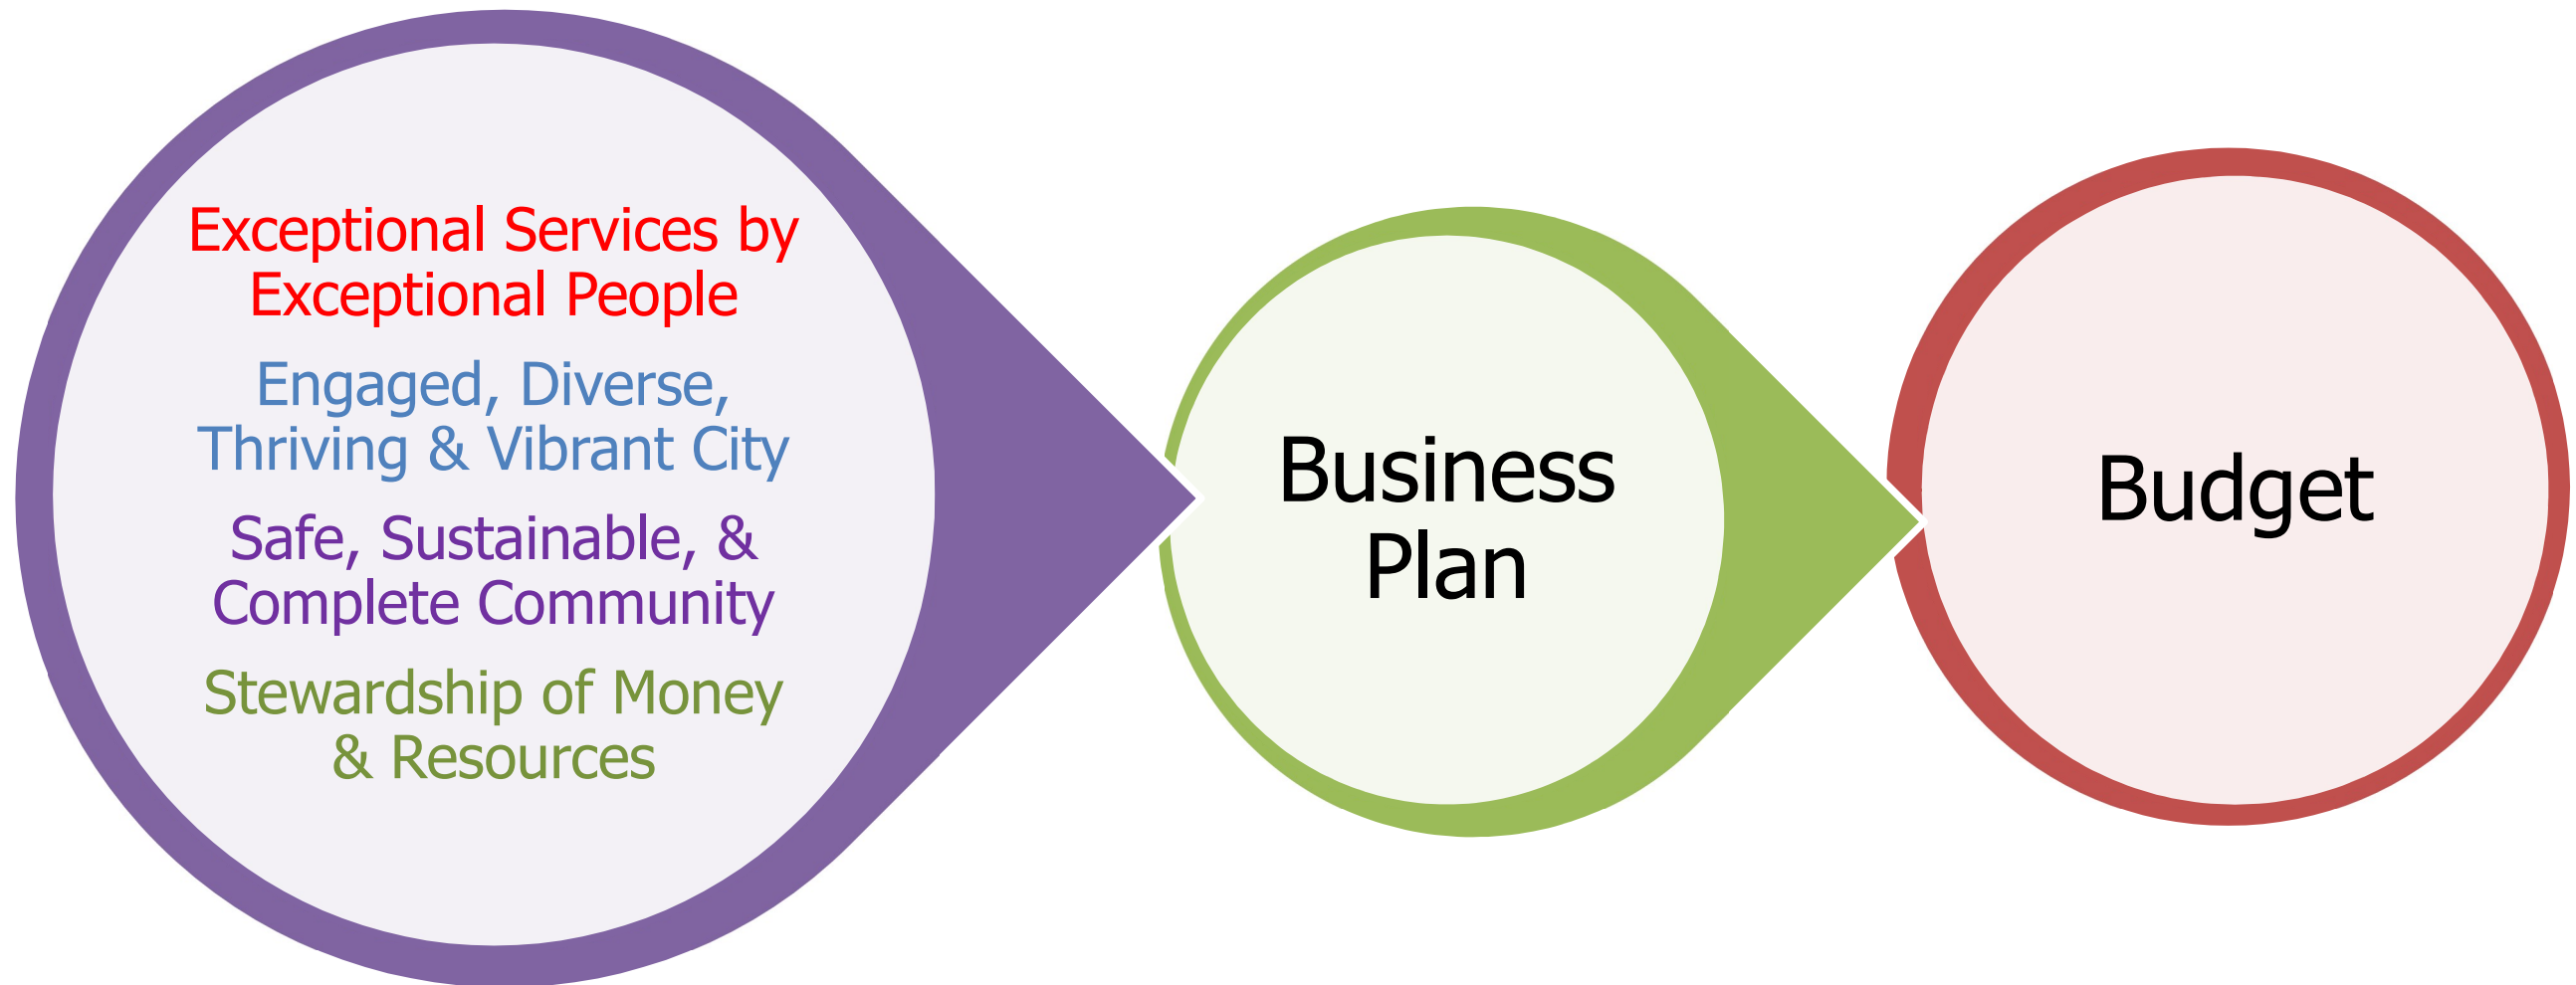 Exceptional Services by
Exceptional People
Engaged, Diverse,
Thriving & Vibrant City
Safe, Sustainable, &
Complete Community
Stewardship of Money
& Resources
Business
Plan
Budget